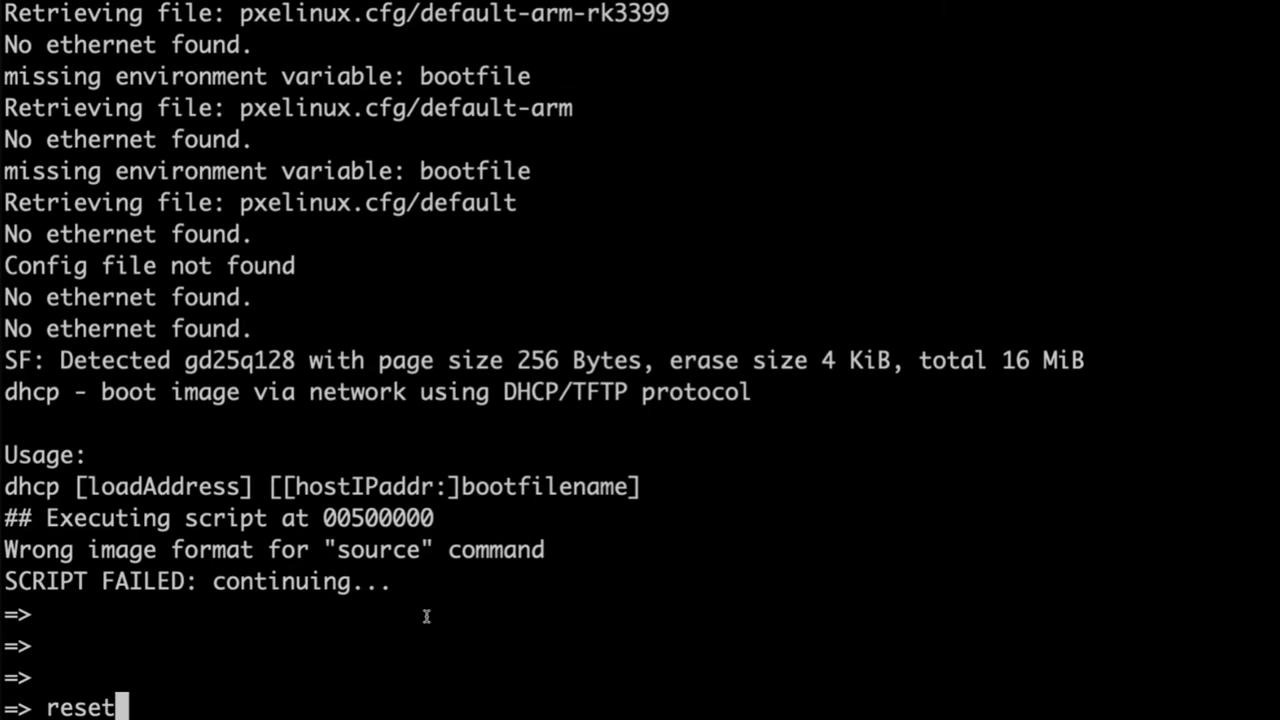 Retrieving file: pxelinux.cfg/default-arm-rk3399
No ethernet found.
missing environment variable: bootfile
Retrieving file: pxelinux.cfg/default-arm
No ethernet found.
missing environment variable: bootfile
Retrieving file: pxelinux.cfg/default
No ethernet found.
Config file not found
No ethernet found.
No ethernet found.
SF: Detected gd25q128 with page size 256 Bytes, erase size 4 KiB, total 16 MiB
dhcp - boot image via network using DHCP/TFTP protocol
Usage:
dhcp [loadAddress] [[hostIPaddr:]bootfilename]
## Executing script at 00500000
Wrong image format for "source" command
SCRIPT FAILED: continuing...
=>
=>
=>
=> reset